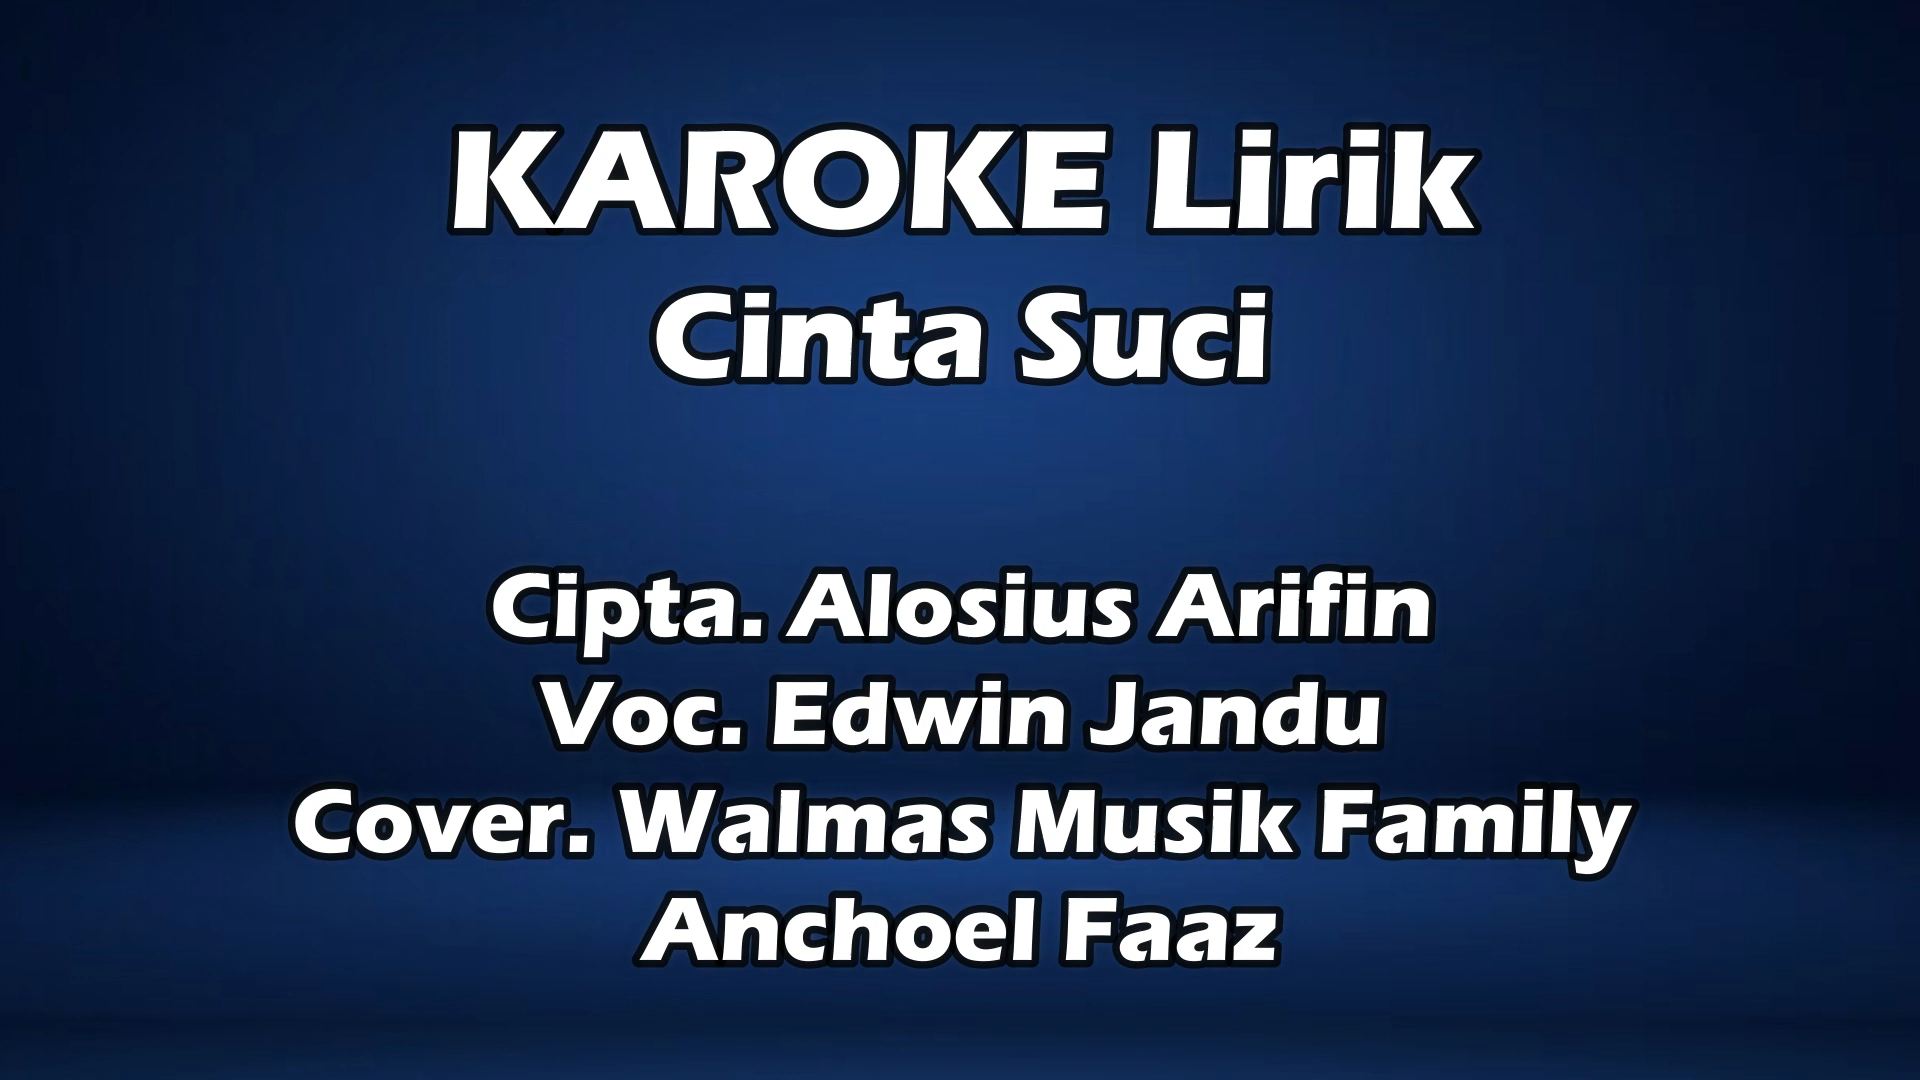 KAROKE Lirik
Cinta Suci
Cipta. Alosius Arifin
Voc. Edwin Jandu
Cover. Walmas Musik Family
Anchoel Faaz